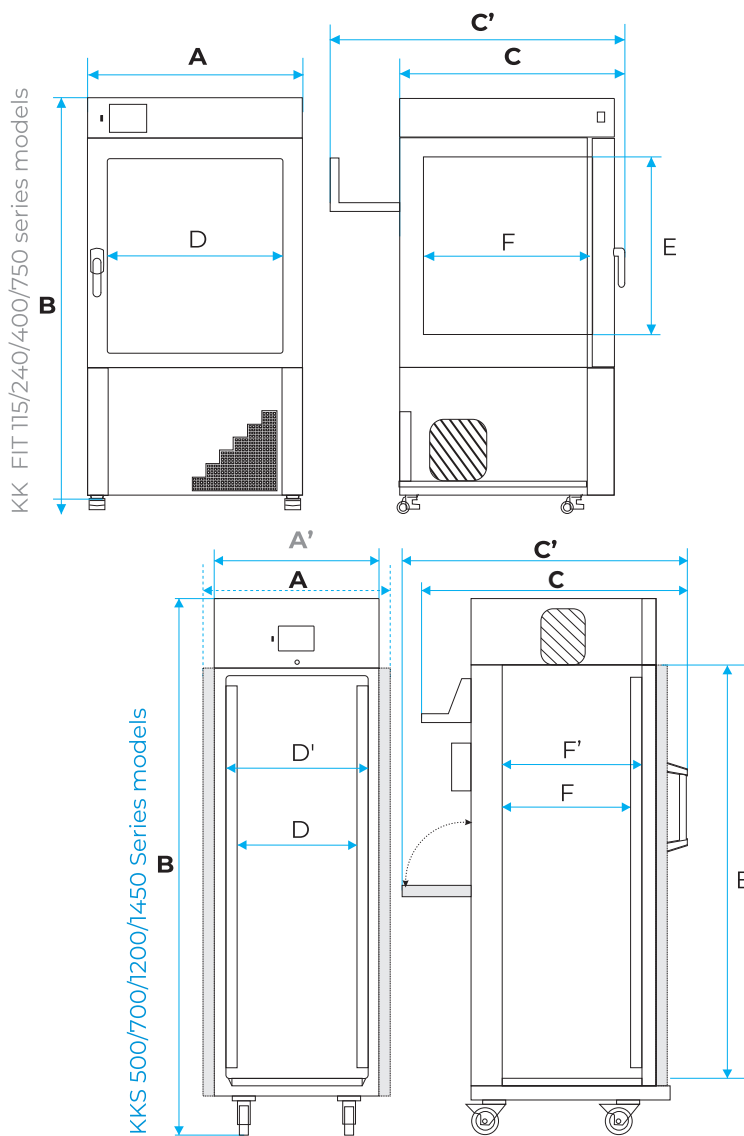 C'
A
C
KK FIT 115/240/400/750 series models
D
F
E
B
A'
C'
A
C
KKS 500/700/1200/1450 Series models
D'
F'
D
F
B
E